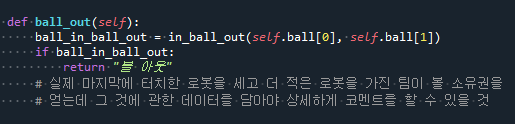 def ball_out(self):
ball_in_ball_out = in_ball_out(self.ball[0], self.ball[1])
if ball_in_ball_out:
return "볼 아웃"
# 실제 마지막에 터치한 로봇을 세고 더 적은 로봇을 가진 팀이 볼 소유권을
# 얻는데 그 것에 관한 데이터를 담아야 상세하게 코멘트를 할 수 있을 것